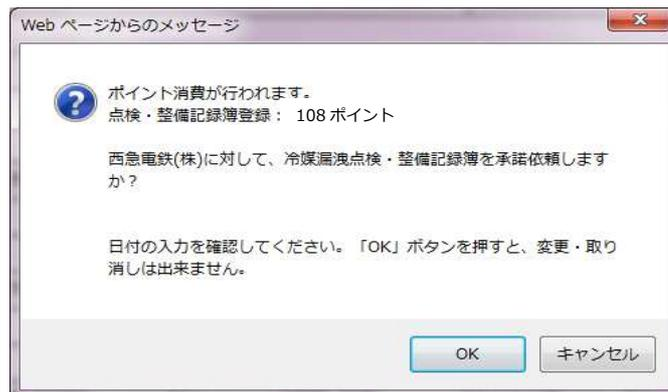 Web ページからのメッセージ
ポイント消費が行われます。
点検・整備記録簿登録： 108 ポイント
西急電鉄(株)に対して、冷媒漏洩点検・整備記録簿を承諾依頼します
か？
日付の入力を確認してください。「OK」ボタンを押すと、変更・取り
消しは出来ません。
OK
キャンセル